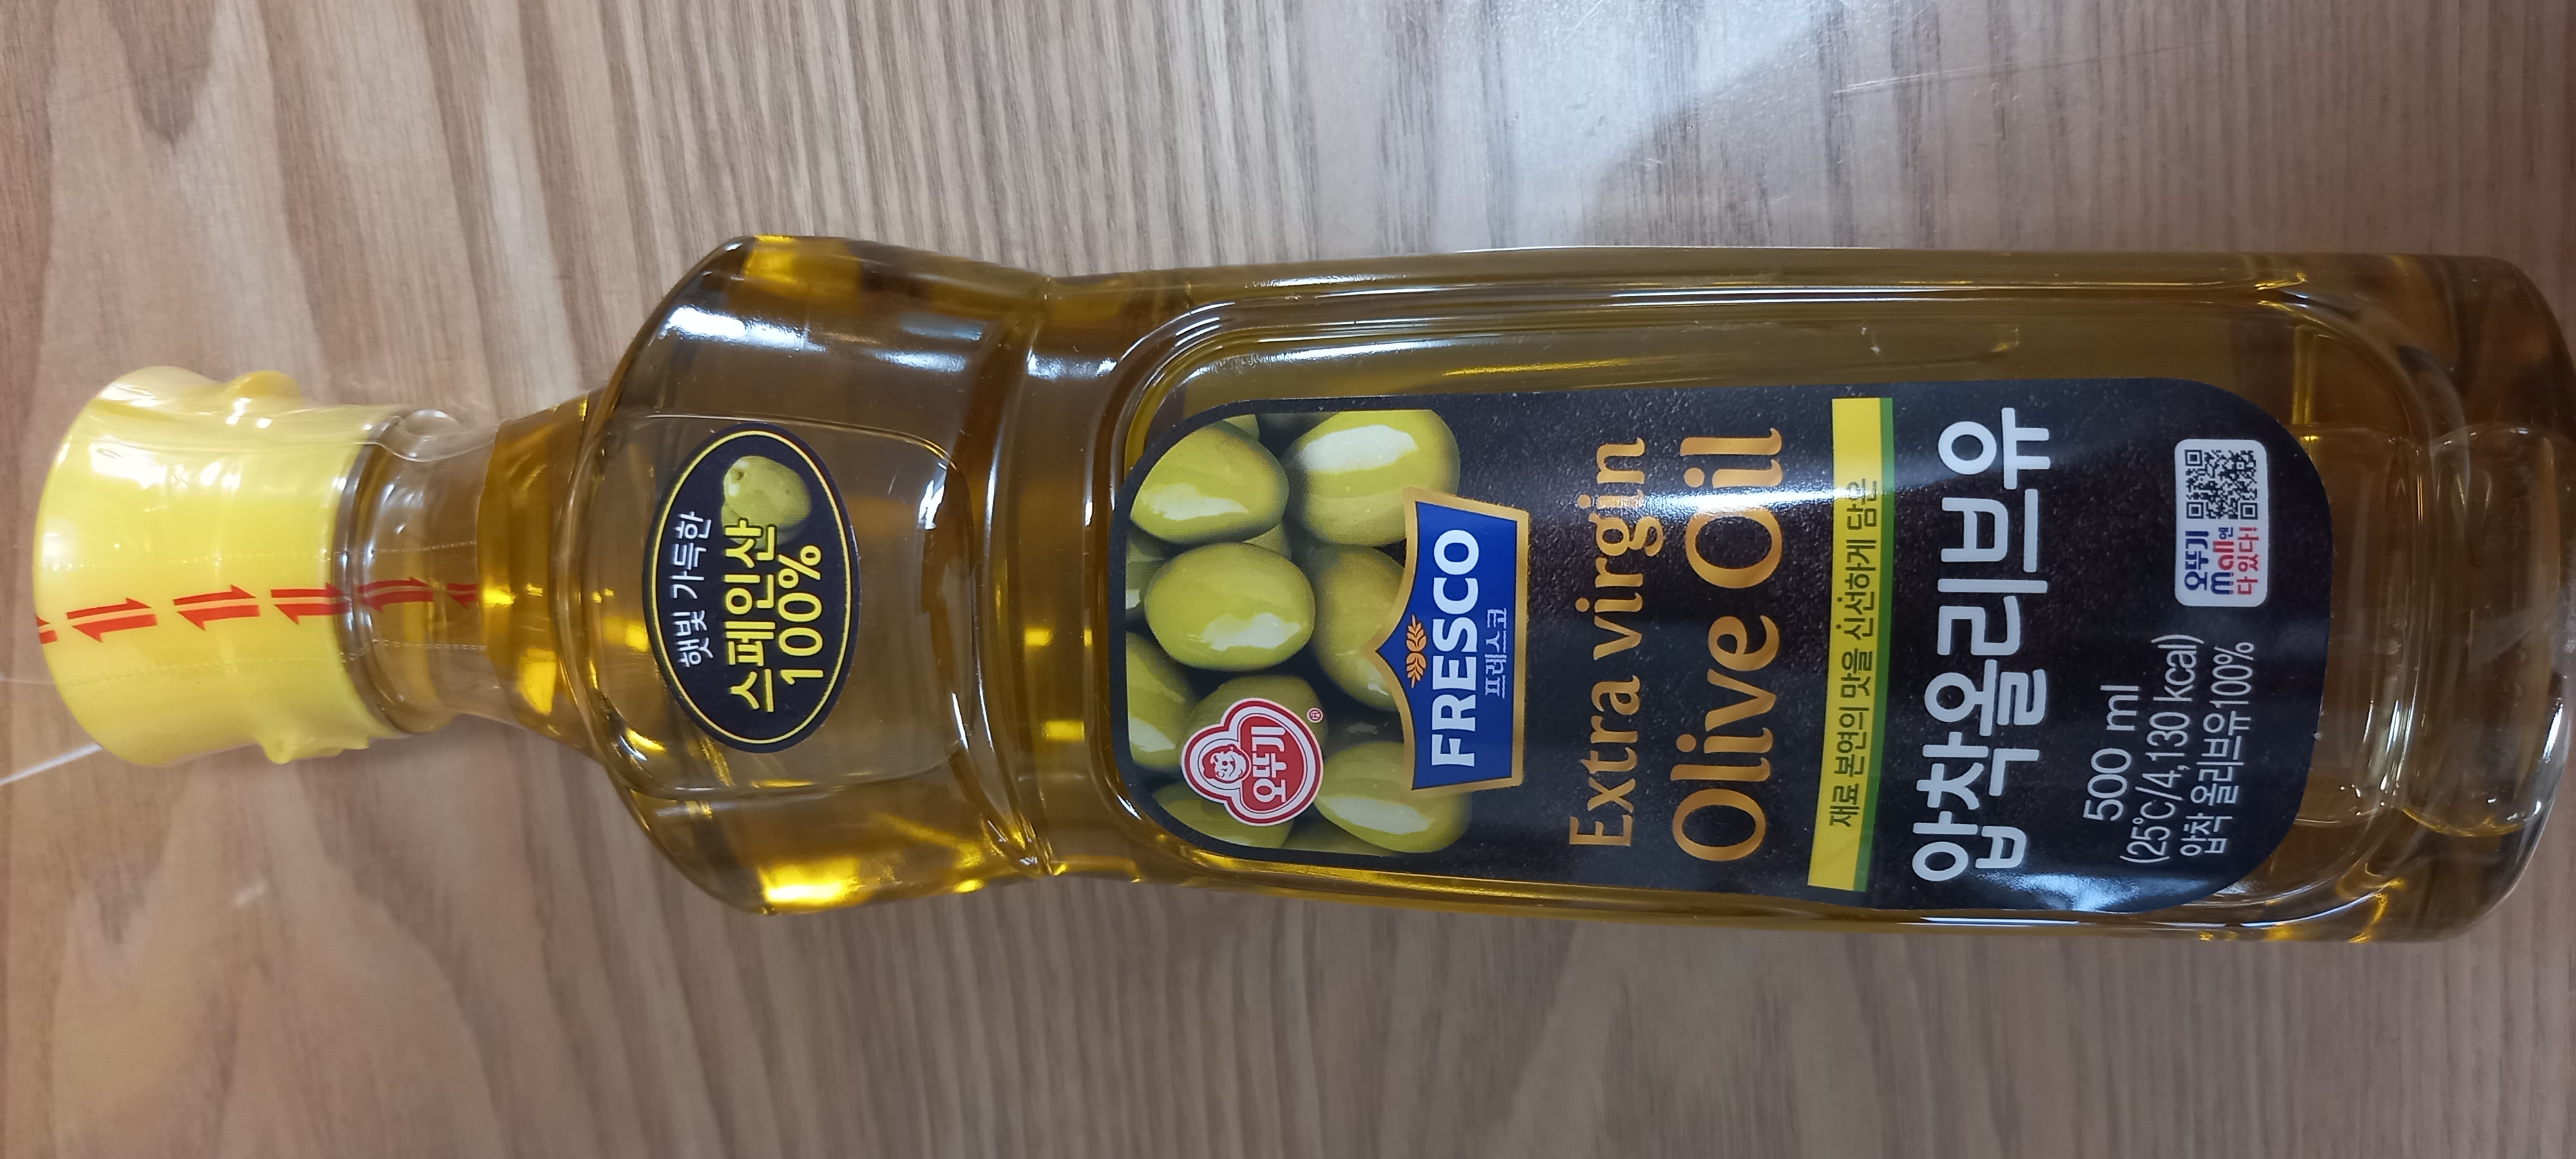 햇빛 가득한
스페인산
100%
오뚜기
®
FRESCO
프레스코
Extra virgin
Olive Oil
재료 본연의 맛을 신선하게 담은
압착올리브유
500 ml
(25℃/4,130 kcal)
압착 올리브유100%
오뚜기
mall엔
다 있다!